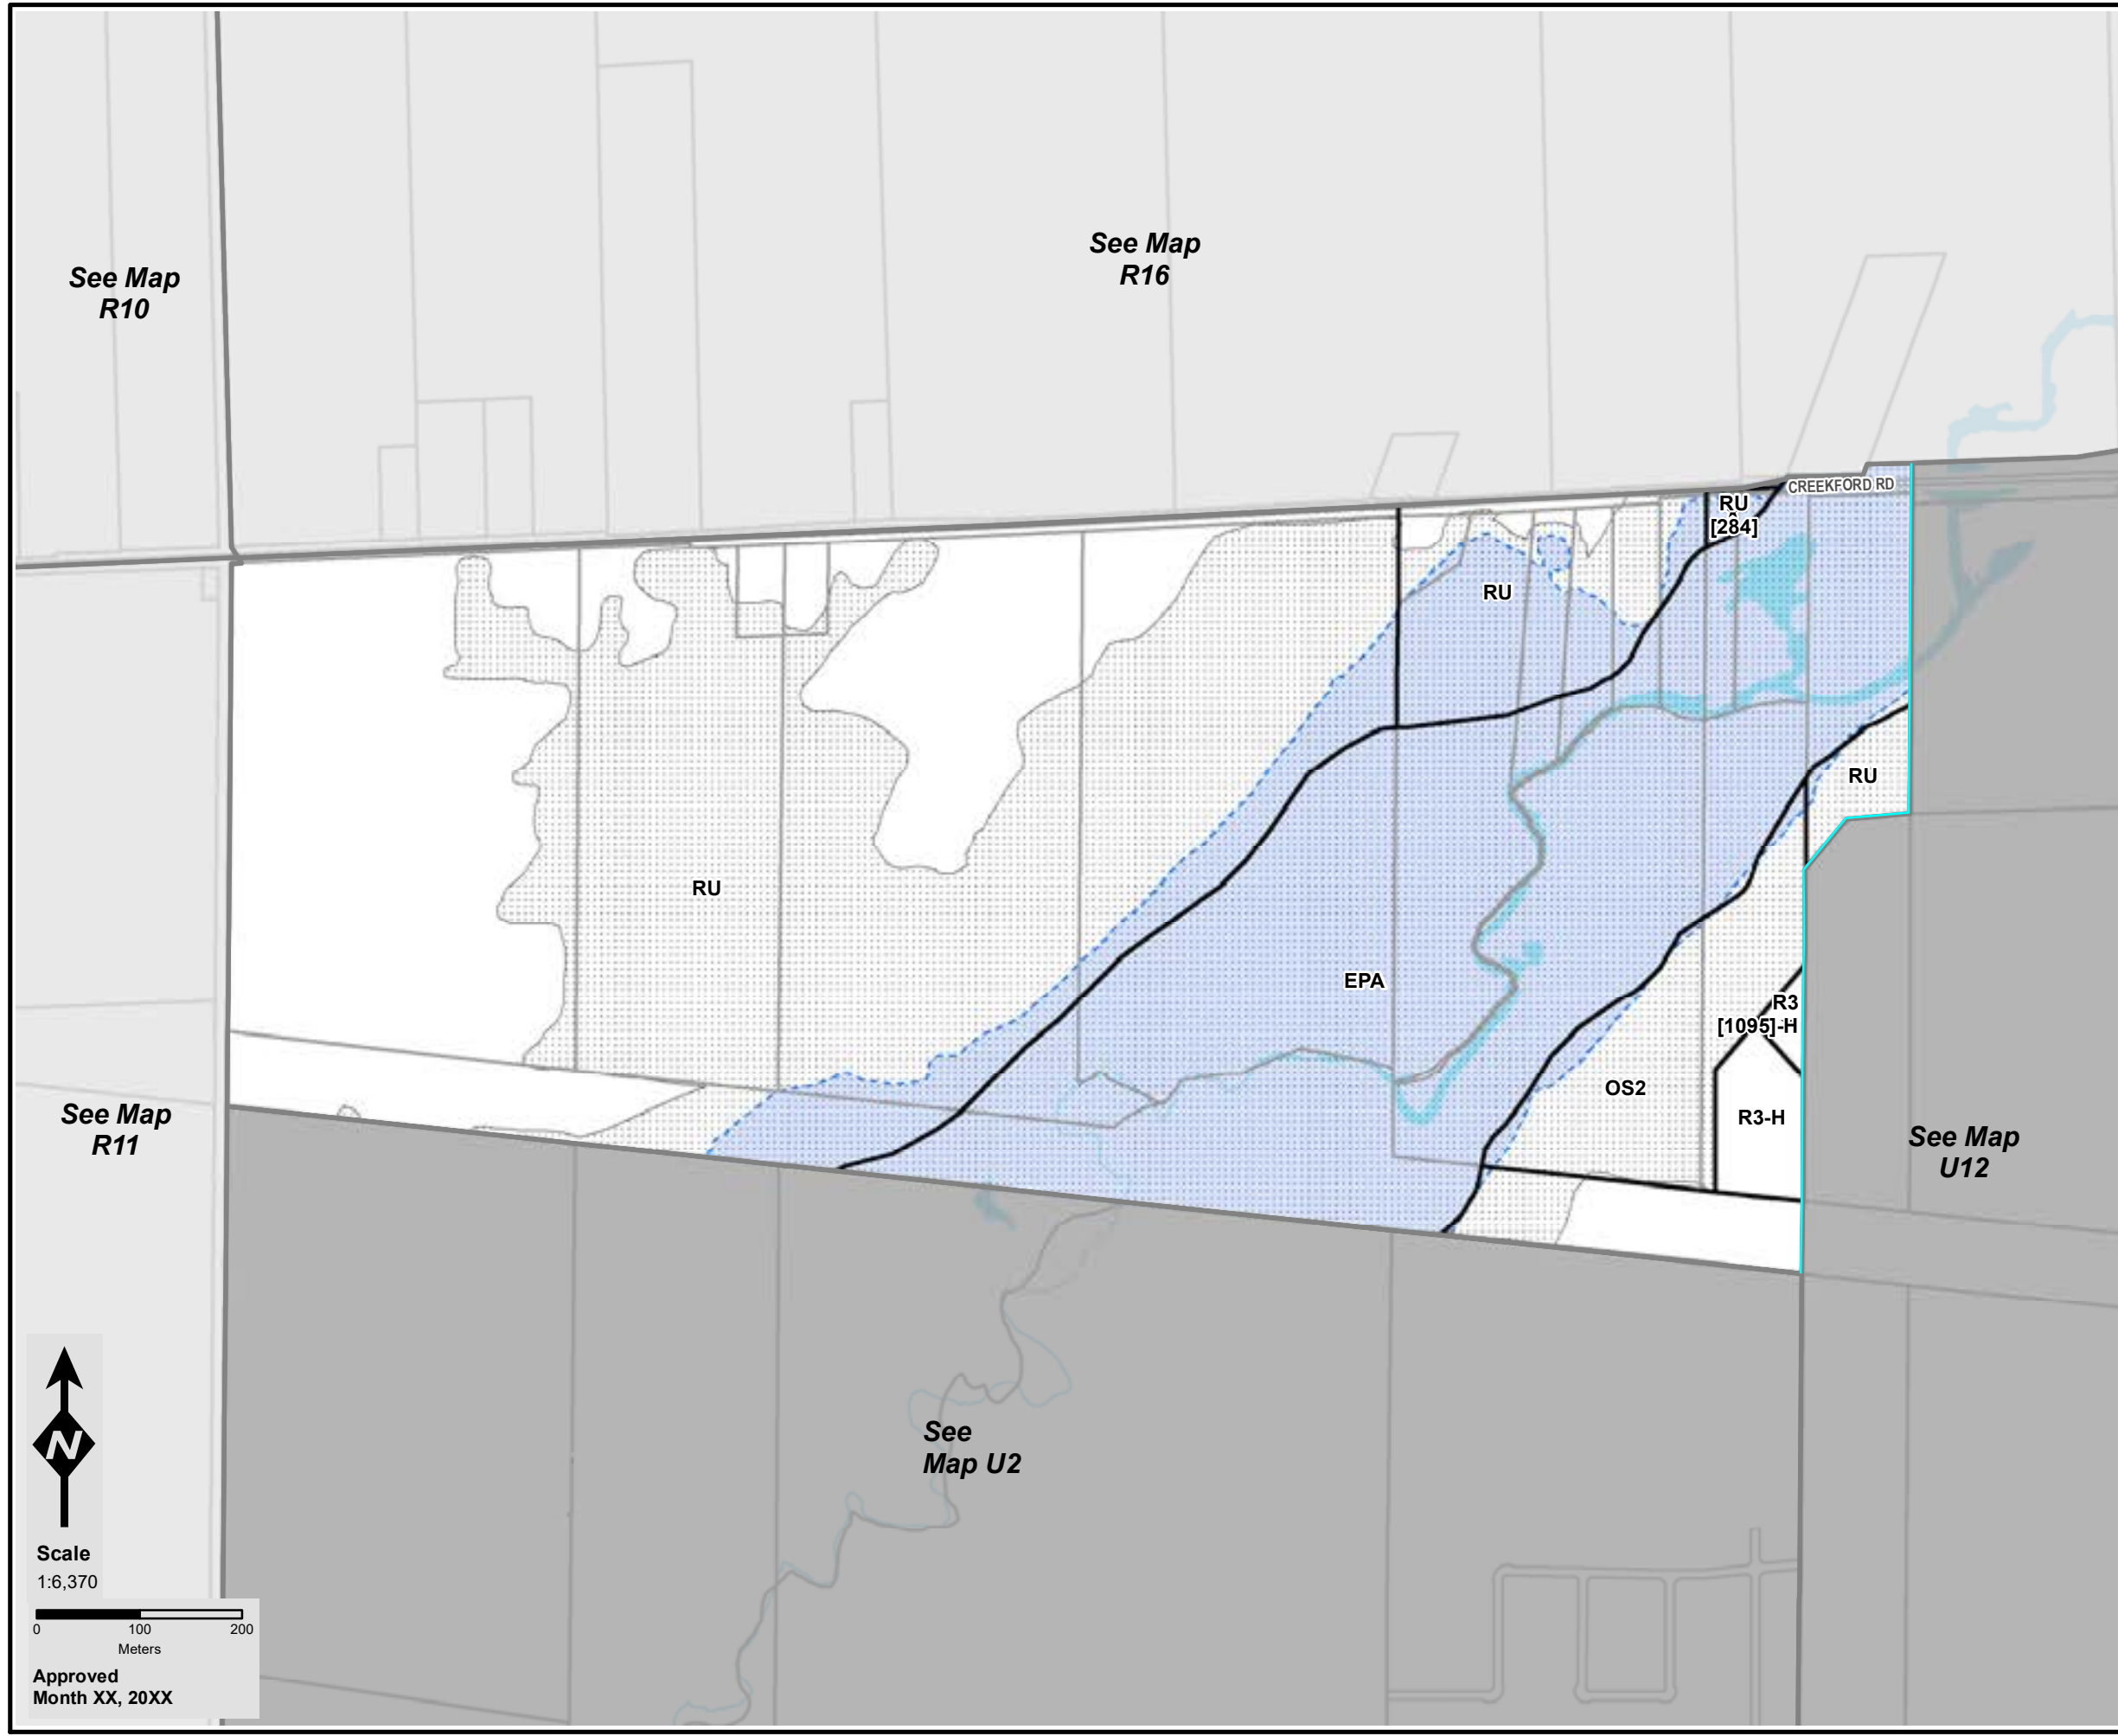 See Map
R16
See Map
R10
CREEKFORD RD
RU
[284]
RU
RU
RU
EPA
R3
[1095]-H
OS2
R3-H
See Map
R11
See Map
U12
See
Map U2
N
Scale
1:6,370
0 100 200
Meters
Approved
Month XX, 20XX